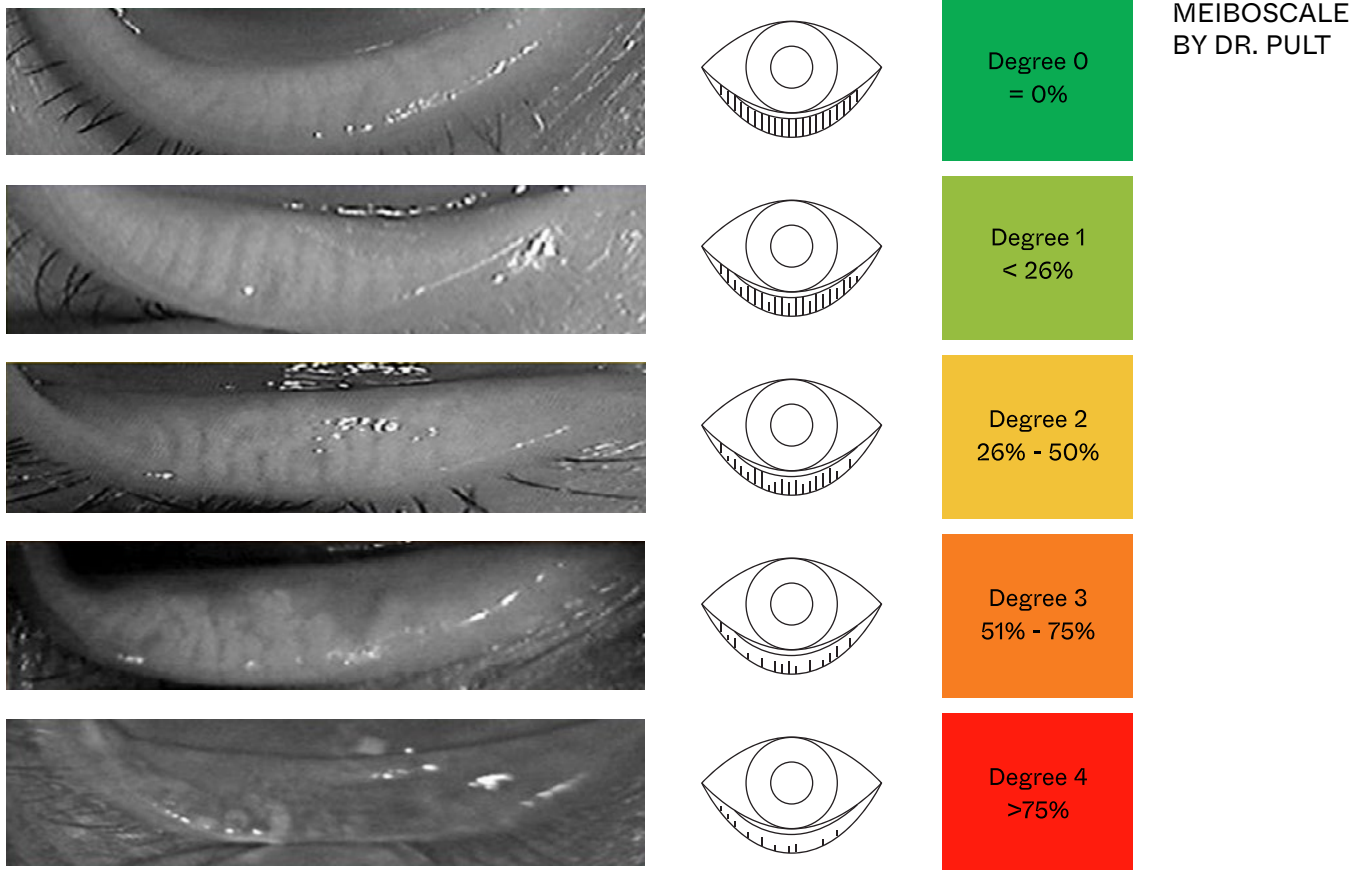 MEIBOSCALE
BY DR. PULT
Degree 0
= 0%
Degree 1
< 26%
Degree 2
26% - 50%
Degree 3
51% - 75%
Degree 4
>75%